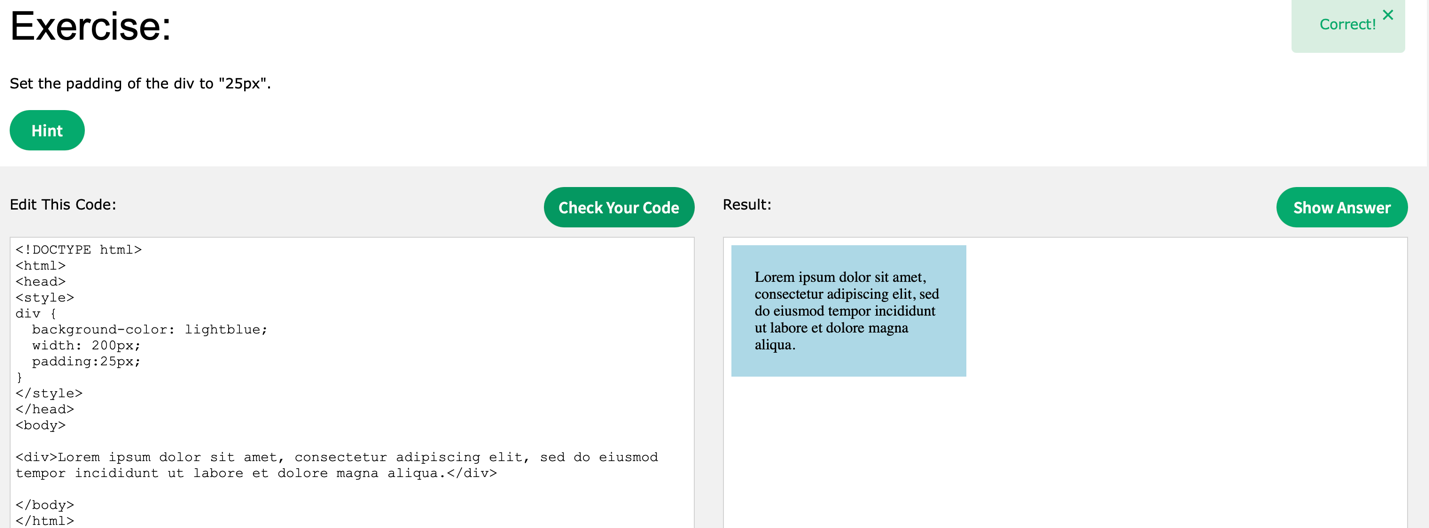 Exercise:
Correct!
×
Set the padding of the div to "25px".
Hint
Edit This Code:
Check Your Code
<!DOCTYPE html>
<html>
<head>
<style>
div {
  background-color: lightblue;
  width: 200px;
  padding:25px;
}
</style>
</head>
<body>
<div>Lorem ipsum dolor sit amet, consectetur adipiscing elit, sed do eiusmod
tempor incididunt ut labore et dolore magna aliqua.</div>
</body>
</html>
Result:
Show Answer
Lorem ipsum dolor sit amet,
consectetur adipiscing elit, sed
do eiusmod tempor incididunt
ut labore et dolore magna
aliqua.